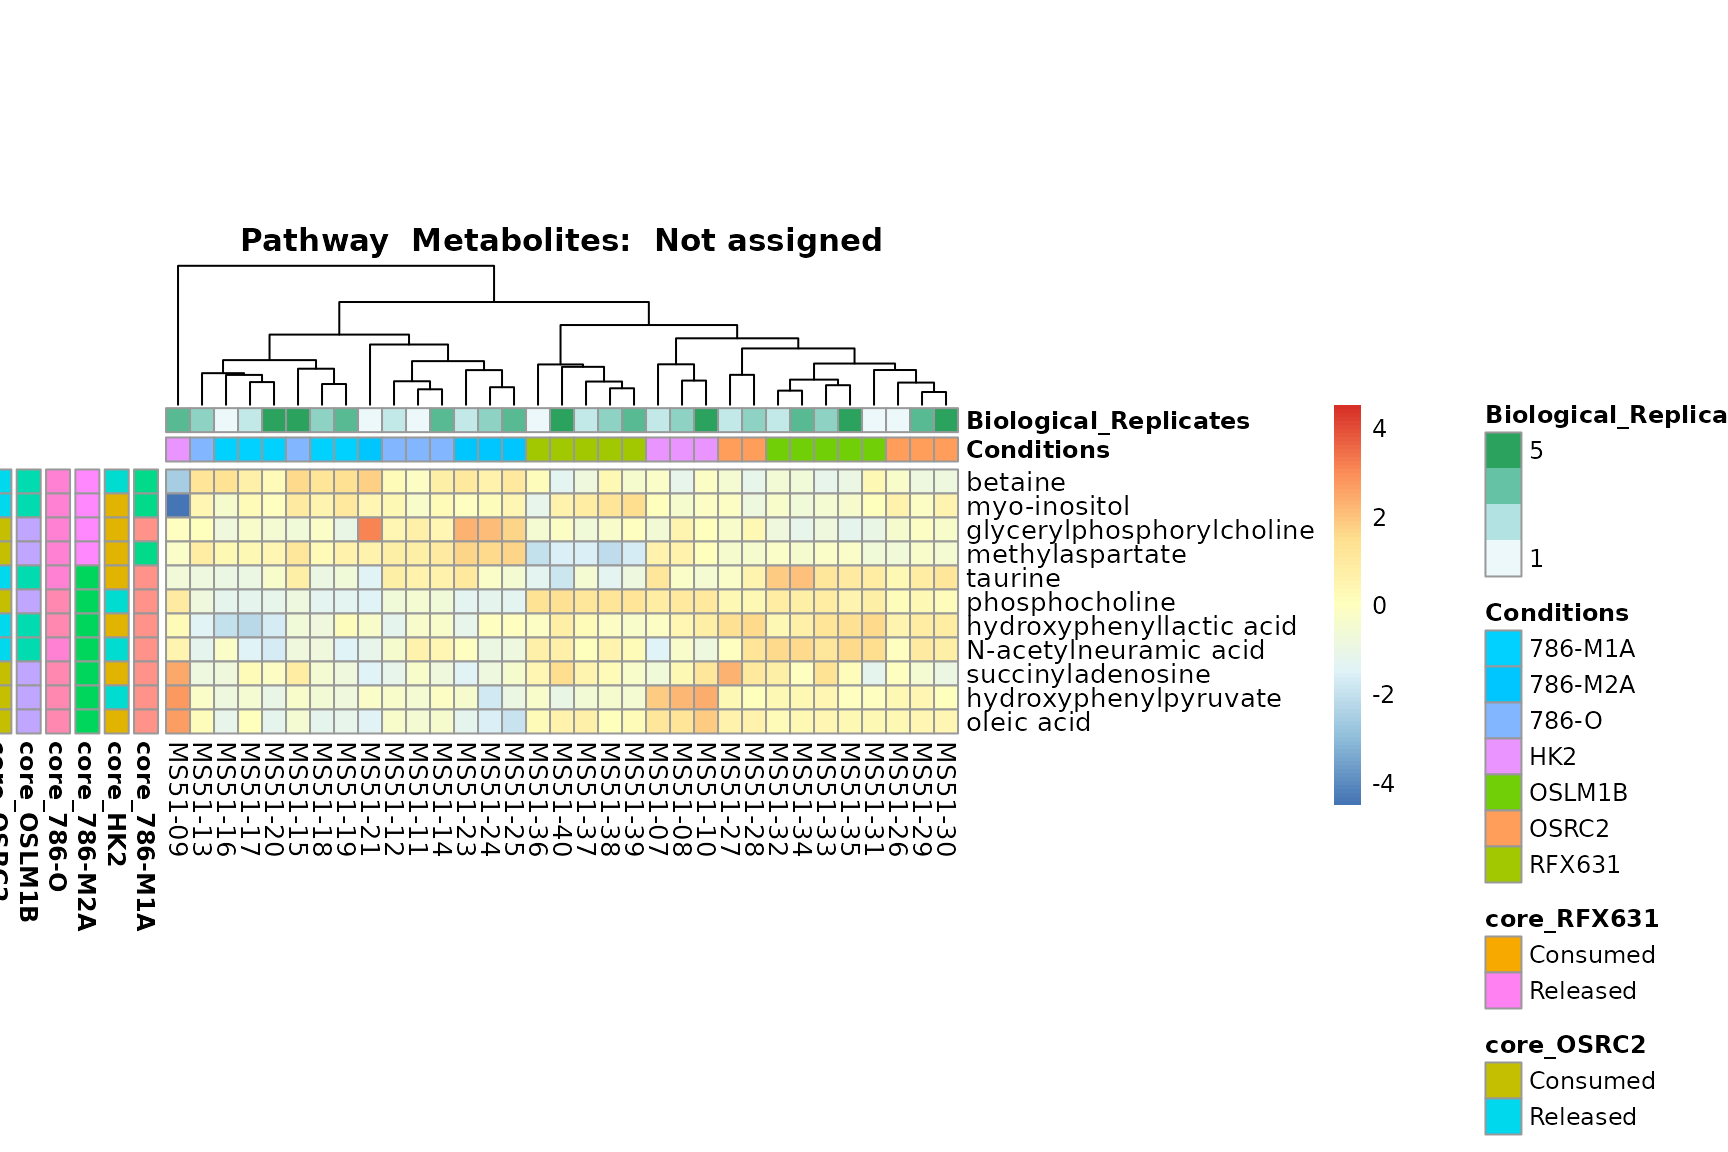 Pathway  Metabolites:  Not assigned
Biological_Replicates
Conditions
betaine
myo-inositol
glycerylphosphorylcholine
methylaspartate
taurine
phosphocholine
hydroxyphenyllactic acid
N-acetylneuramic acid
succinyladenosine
hydroxyphenylpyruvate
oleic acid
core_OSRC2
core_OSLM1B
core_786-O
core_786-M2A
core_HK2
core_786-M1A
MS51-09
MS51-13
MS51-16
MS51-17
MS51-20
MS51-15
MS51-18
MS51-19
MS51-21
MS51-12
MS51-11
MS51-14
MS51-23
MS51-24
MS51-25
MS51-36
MS51-40
MS51-37
MS51-38
MS51-39
MS51-07
MS51-08
MS51-10
MS51-27
MS51-28
MS51-32
MS51-34
MS51-33
MS51-35
MS51-31
MS51-26
MS51-29
MS51-30
4
2
0
-2
-4
Biological_Replica
5
1
Conditions
786-M1A
786-M2A
786-O
HK2
OSLM1B
OSRC2
RFX631
core_RFX631
Consumed
Released
core_OSRC2
Consumed
Released